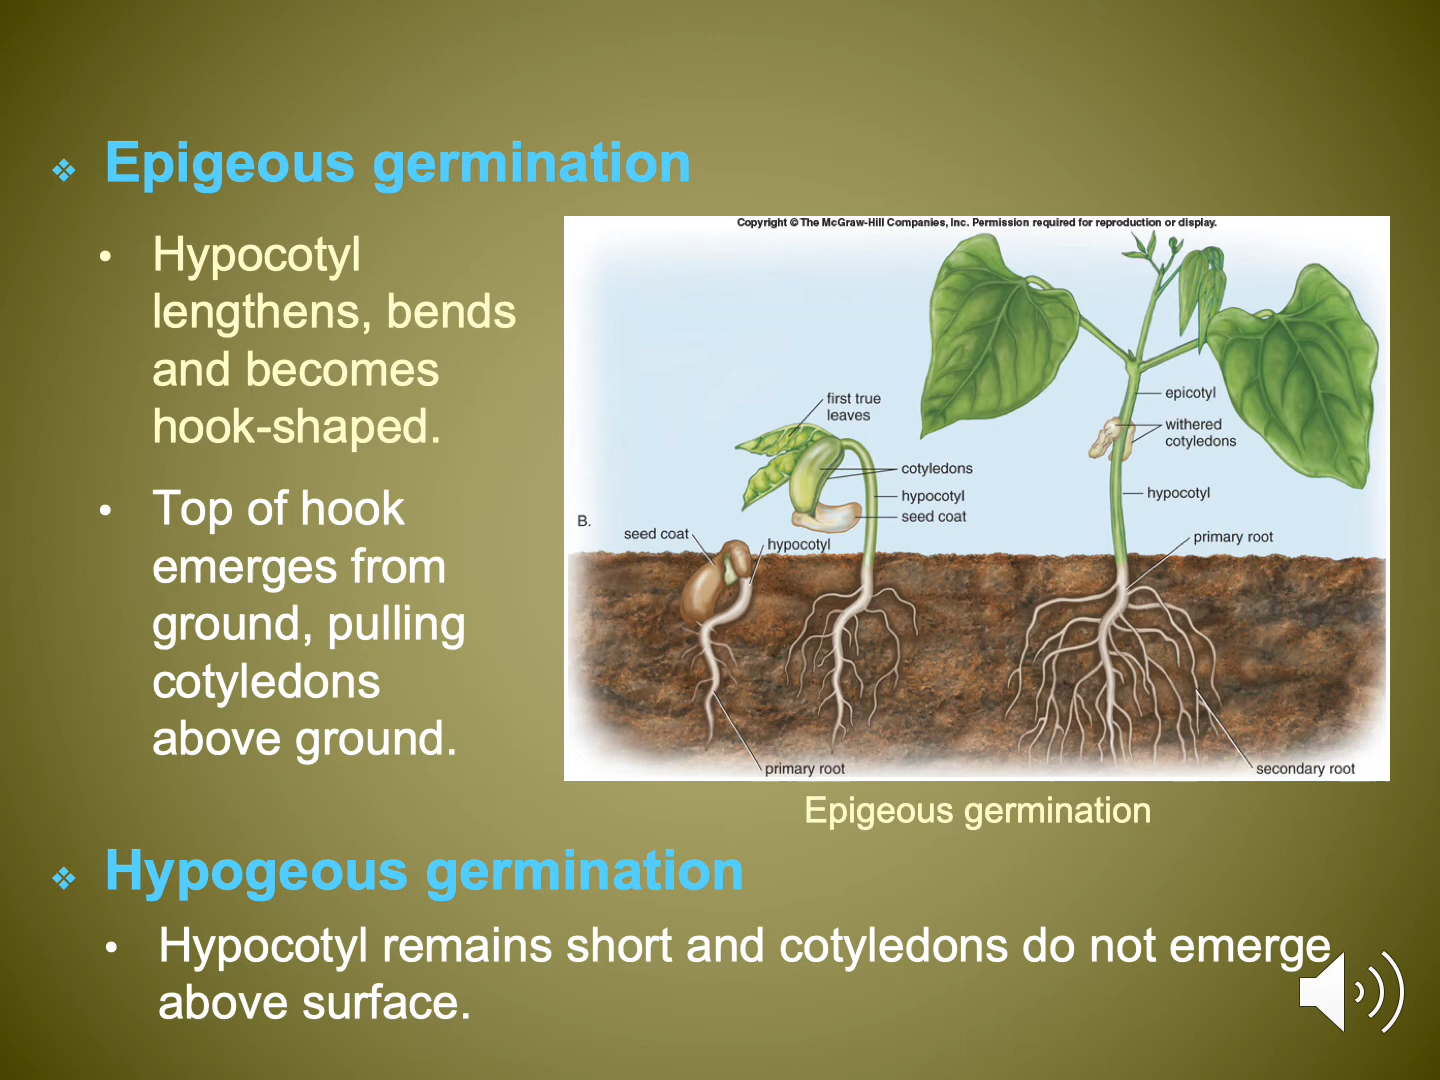 ❖ Epigeous germination
• Hypocotyl
lengthens, bends
and becomes
hook-shaped.
• Top of hook
emerges from
ground, pulling
cotyledons
above ground.
Copyright © The McGraw-Hill Companies, Inc. Permission required for reproduction or display.
first true
leaves
cotyledons
hypocotyl
seed coat
B.
seed coat
hypocotyl
primary root
epicotyl
withered
cotyledons
hypocotyl
primary root
secondary root
Epigeous germination
❖ Hypogeous germination
• Hypocotyl remains short and cotyledons do not emerge
above surface.